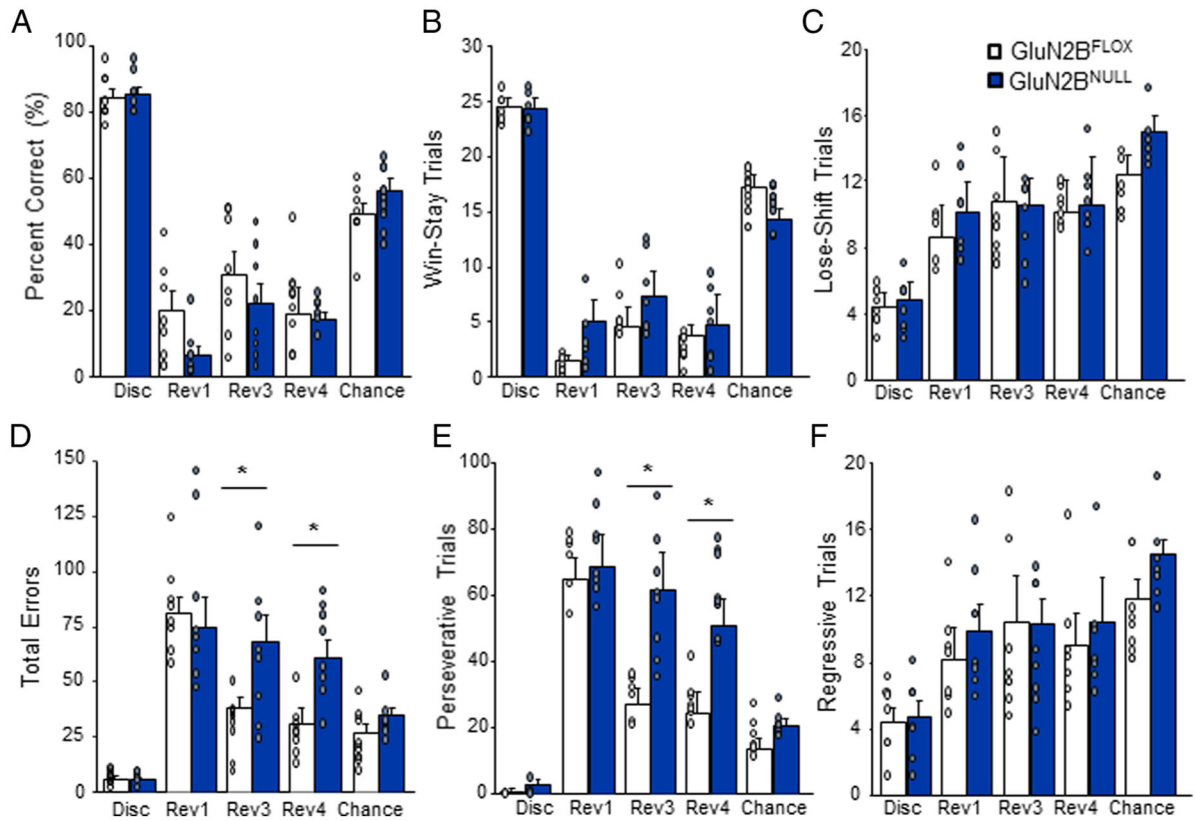 A
Percent Correct (%)
100
80
60
40
20
0
Disc Rev1 Rev3 Rev4 Chance
B
Win-Stay Trials
30
25
20
15
10
5
0
Disc Rev1 Rev3 Rev4 Chance
C
Lose-Shift Trials
20
16
12
8
4
0
GluN2BFLOX
GluN2BNULL
Disc Rev1 Rev3 Rev4 Chance
D
Total Errors
150
125
100
75
50
25
0
*
*
Disc Rev1 Rev3 Rev4 Chance
E
Perseverative Trials
100
80
60
40
20
0
*
*
Disc Rev1 Rev3 Rev4 Chance
F
Regressive Trials
20
16
12
8
4
0
Disc Rev1 Rev3 Rev4 Chance